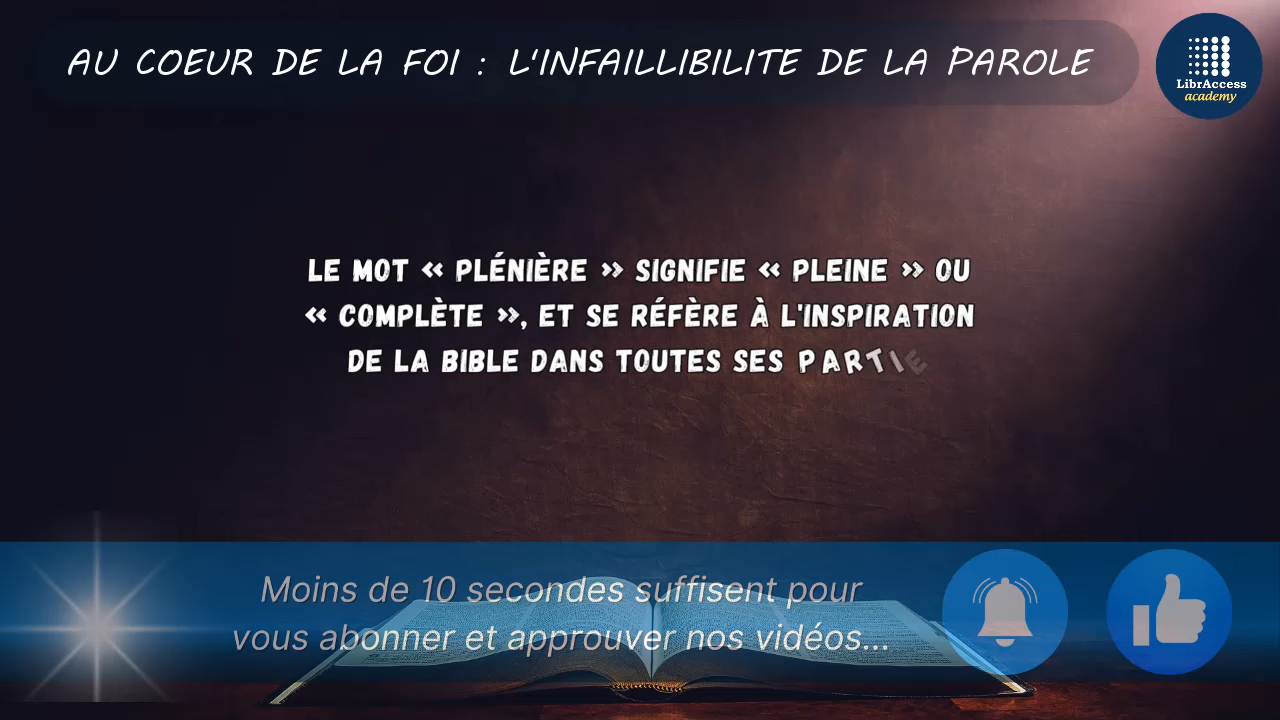 AU COEUR DE LA FOI : L'INFAILLIBILITE DE LA PAROLE
LibrAccess
academy
LE MOT « PLÉNIÈRE » SIGNIFIE « PLEINE » OU
« COMPLÈTE », ET SE RÉFÈRE À L'INSPIRATION
DE LA BIBLE DANS TOUTES SES PARTIE
Moins de 10 secondes suffisent pour
vous abonner et approuver nos vidéos...